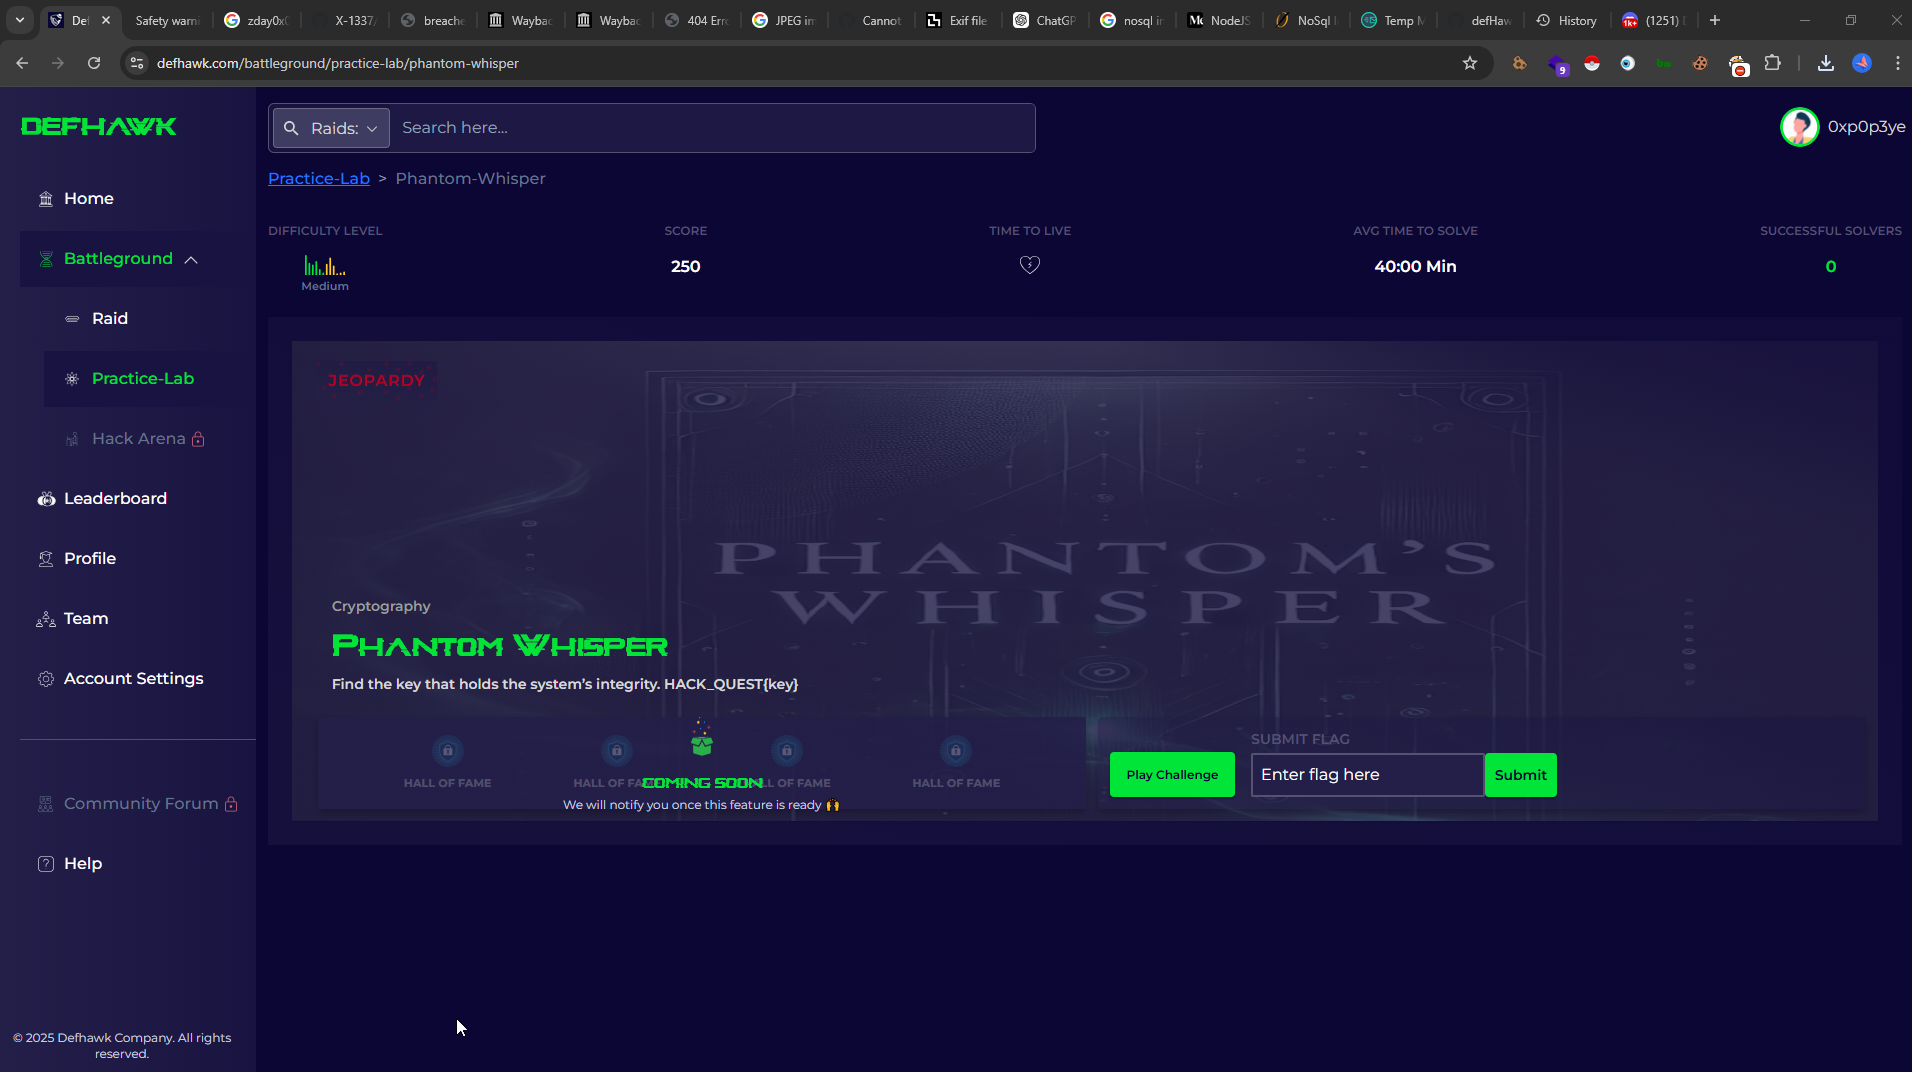 Def
Safety warni
zday0x0
X-1337/
breache
Waybac
Waybac
404 Erro
JPEG im
Cannot
Exif file
ChatGP
nosql in
NodeJS
NoSql I
Temp M
defHaw
History
(1251)
defhawk.com/battleground/practice-lab/phantom-whisper
9
DEFHAWK
Raids:
Search here...
0xp0p3ye
Practice-Lab > Phantom-Whisper
Home
Battleground
Raid
Practice-Lab
Hack Arena
Leaderboard
Profile
Team
Account Settings
Community Forum
Help
© 2025 Defhawk Company. All rights
reserved.
DIFFICULTY LEVEL
Medium
SCORE
250
TIME TO LIVE
AVG TIME TO SOLVE
40:00 Min
SUCCESSFUL SOLVERS
0
JEOPARDY
PHANTOM'S
WHISPER
Cryptography
Phantom Whisper
Find the key that holds the system's integrity. HACK_QUEST{key}
HALL OF FAME
HALL OF FAME
HALL OF FAME
HALL OF FAME
COMING SOON
We will notify you once this feature is ready
Play Challenge
SUBMIT FLAG
Enter flag here
Submit